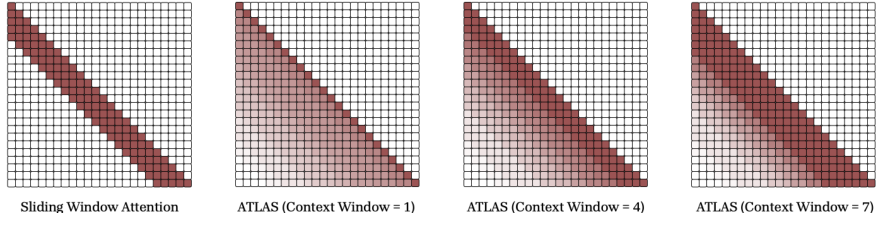 Sliding Window Attention
ATLAS (Context Window = 1)
ATLAS (Context Window = 4)
ATLAS (Context Window = 7)